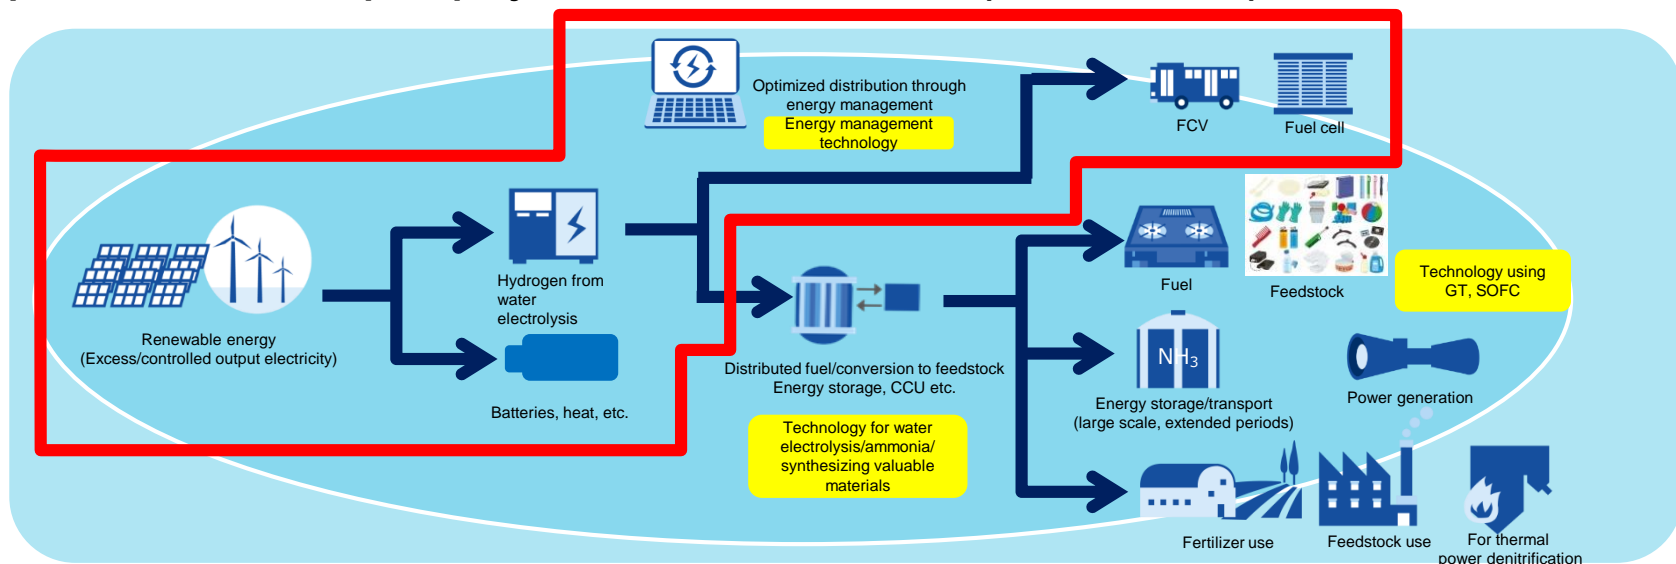 Optimized distribution through
energy management
Energy management
technology
FCV
Fuel cell
Renewable energy
(Excess/controlled output electricity)
Hydrogen from
water
electrolysis
Batteries, heat, etc.
Distributed fuel/conversion to feedstock
Energy storage, CCU etc.
Technology for water
electrolysis/ammonia/
synthesizing valuable
materials
Fuel
Feedstock
Technology using
GT, SOFC
NH3
Energy storage/transport
(large scale, extended periods)
Power generation
Fertilizer use
Feedstock use
For thermal
power denitrification